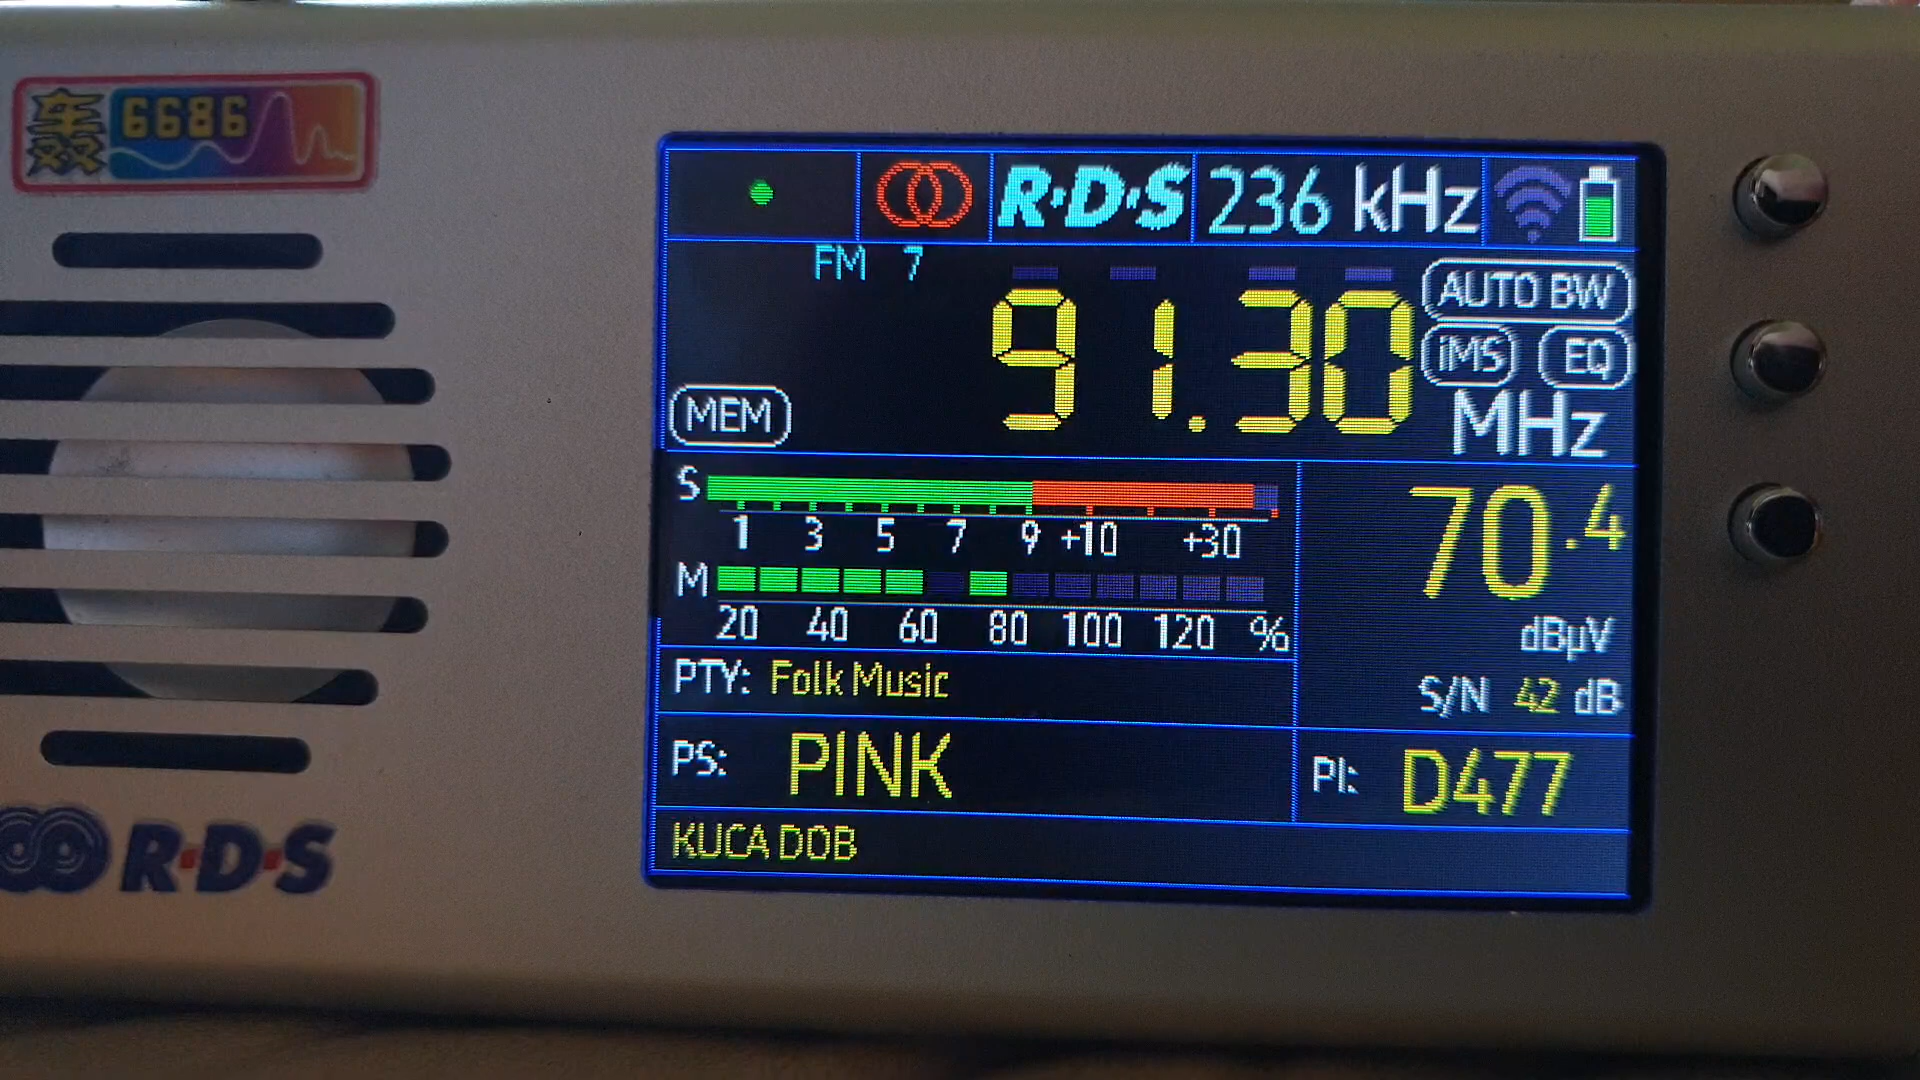 6686
R·D·S 236 kHz
FM 7
91.30 MHz
AUTO BW
iMS EQ
MEM
S
1 3 5 7 9 +10 +30
M
20 40 60 80 100 120 %
70.4
dBµV
S/N 42 dB
PTY: Folk Music
PS: PINK
PI: D477
KUCA DOB
R·D·S